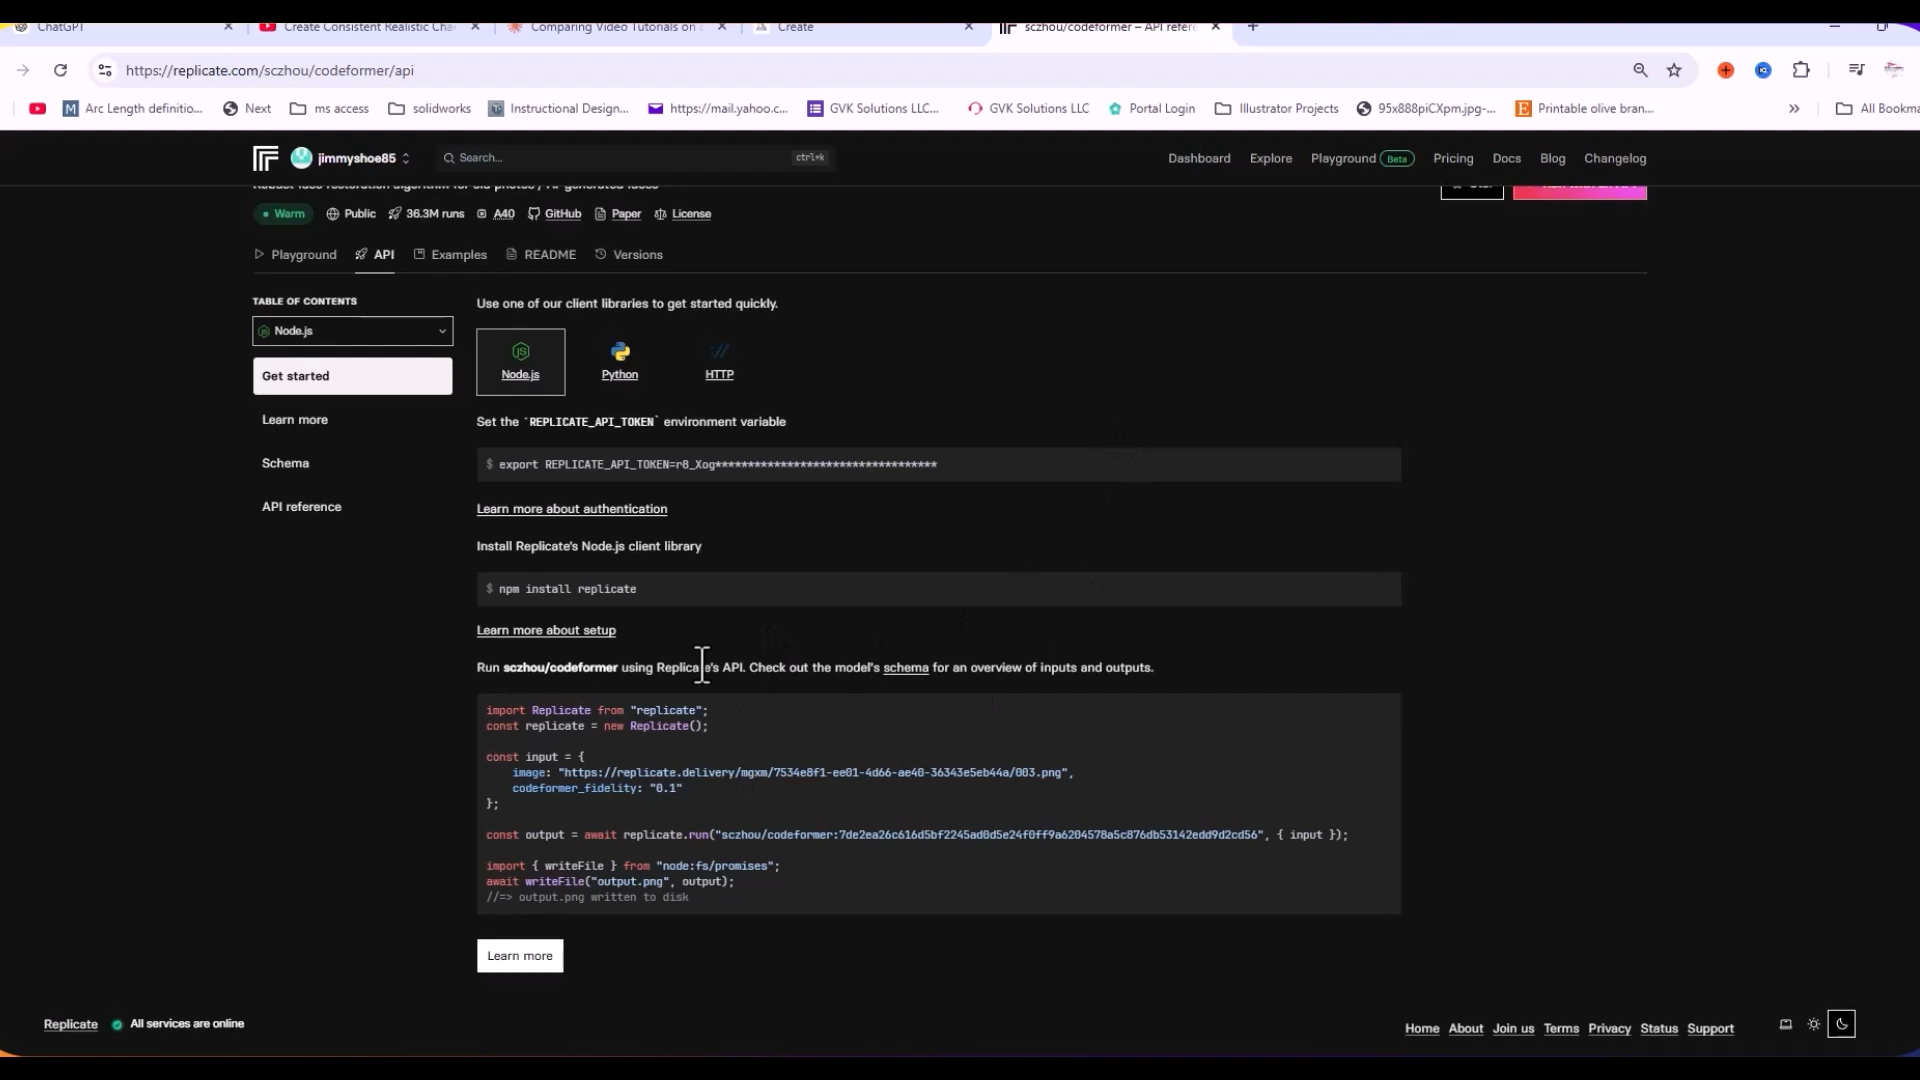 ChatGPT
Create Consistent Realistic Cha
Comparing Video Tutorials on
Create
sczhou/codeformer – API refere
https://replicate.com/sczhou/codeformer/api
Arc Length definitio...
Next
ms access
solidworks
Instructional Design...
https://mail.yahoo.c...
GVK Solutions LLC...
GVK Solutions LLC
Portal Login
Illustrator Projects
95x888piCXpm.jpg-...
Printable olive bran...
All Bookma
jimmyshoe85
Search...
ctrl+k
Dashboard
Explore
Playground Beta
Pricing
Docs
Blog
Changelog
Robust face restoration algorithm for old photos / AI-generated faces
Warm
Public
36.3M runs
A40
GitHub
Paper
License
Playground
API
Examples
README
Versions
TABLE OF CONTENTS
Node.js
Get started
Learn more
Schema
API reference
Use one of our client libraries to get started quickly.
Node.js
Python
HTTP
Set the `REPLICATE_API_TOKEN` environment variable
$ export REPLICATE_API_TOKEN=r8_Xog**********************************
Learn more about authentication
Install Replicate's Node.js client library
$ npm install replicate
Learn more about setup
Run sczhou/codeformer using Replicate's API. Check out the model's schema for an overview of inputs and outputs.
import Replicate from "replicate";
const replicate = new Replicate();
const input = {
image: "https://replicate.delivery/mgxm/7534e8f1-ee01-4d66-ae40-36343e5eb44a/003.png",
codeformer_fidelity: "0.1"
};
const output = await replicate.run("sczhou/codeformer:7de2ea26c616d5bf2245ad0d5e24f0ff9a6204578a5c876db53142edd9d2cd56", { input });
import { writeFile } from "node:fs/promises";
await writeFile("output.png", output);
//=> output.png written to disk
Learn more
Replicate
All services are online
Home
About
Join us
Terms
Privacy
Status
Support